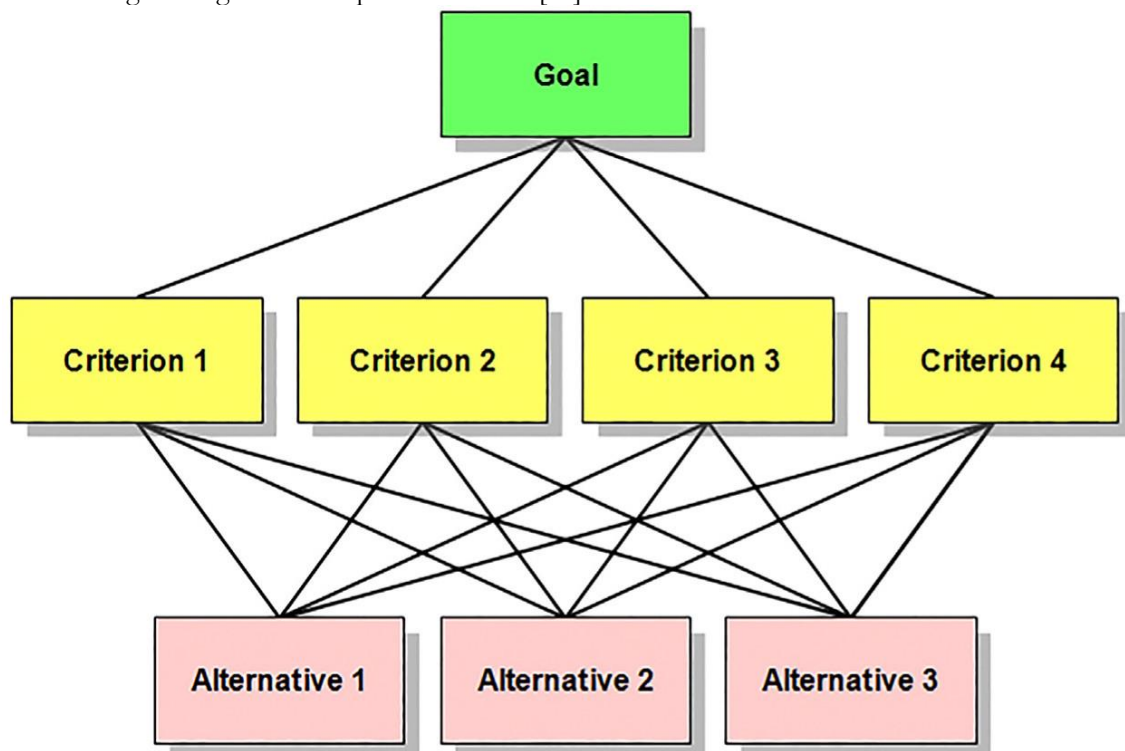 Goal
Criterion 1
Criterion 2
Criterion 3
Criterion 4
Alternative 1
Alternative 2
Alternative 3